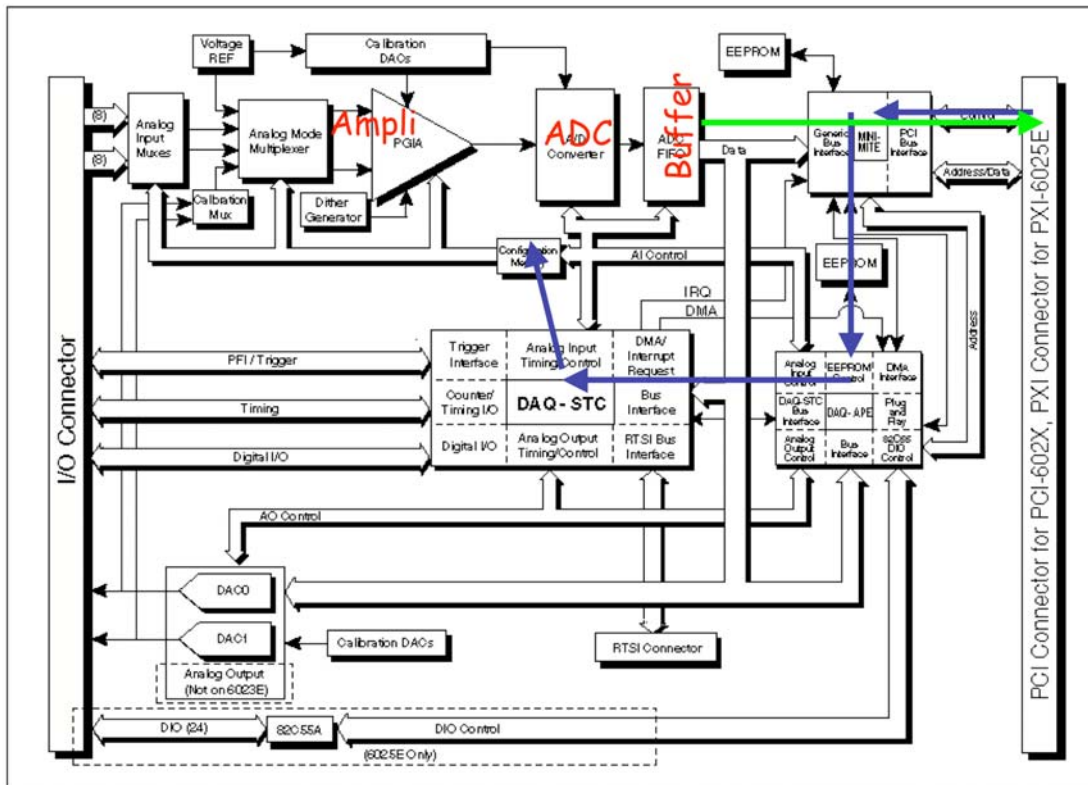 Voltage
REF
Calibration
DACs
EEPROM
(8)
(8)
Analog
Input
Muxes
Analog Mode
Multiplexer
Ampli
PGIA
ADC
A/D
Converter
Buffer
ADC
FIFO
Data
Generic
Bus
Interface
MINI-
MITE
PCI
Bus
Interface
Control
Address/Data
Calibration
Mux
Dither
Generator
Configuration
Memory
AI Control
EEPROM
IRQ
DMA
Address
I/O Connector
PFI / Trigger
Timing
Digital I/O
Trigger
Interface
Analog Input
Timing/Control
DMA/
Interrupt
Request
Counter/
Timing I/O
DAQ - STC
Bus
Interface
Digital I/O
Analog Output
Timing/Control
RTSI Bus
Interface
Analog
Input
Control
EEPROM
Control
DMA
Interface
DAQ-STC
Bus
Interface
DAQ- APE
Plug
and
Play
Analog
Output
Control
Bus
Interface
82C55
DIO
Control
AO Control
DAC0
DAC1
Calibration DACs
Analog Output
(Not on 6023E)
RTSI Connector
DIO (24)
82C55A
DIO Control
(6025E Only)
PCI Connector for PCI-602X, PXI Connector for PXI-6025E